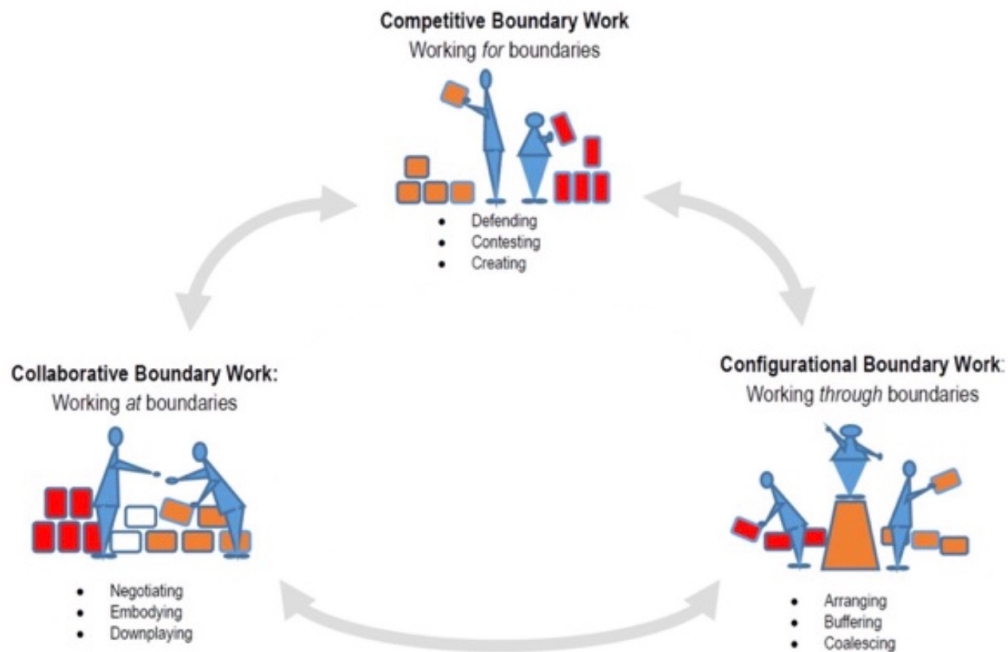 Competitive Boundary Work
Working for boundaries
• Defending
• Contesting
• Creating
Collaborative Boundary Work:
Working at boundaries
• Negotiating
• Embodying
• Downplaying
Configurational Boundary Work:
Working through boundaries
• Arranging
• Buffering
• Coalescing